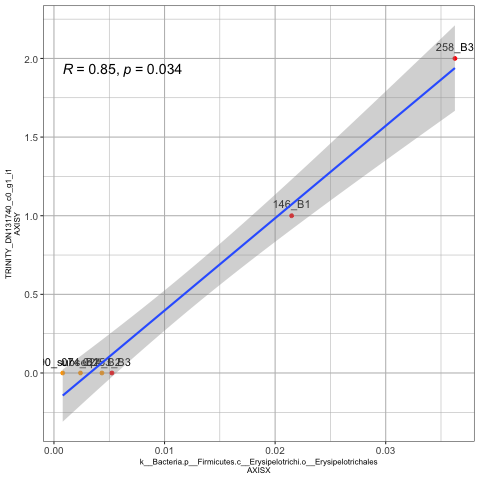 R = 0.85, p = 0.034
258_B3
146_B1
2.0
1.5
1.0
0.5
0.0
0.00
0.01
0.02
0.03
TRINITY_DN131740_c0_g1_i1
AXISY
k__Bacteria.p__Firmicutes.c__Erysipelotrichi.o__Erysipelotrichales
AXISX